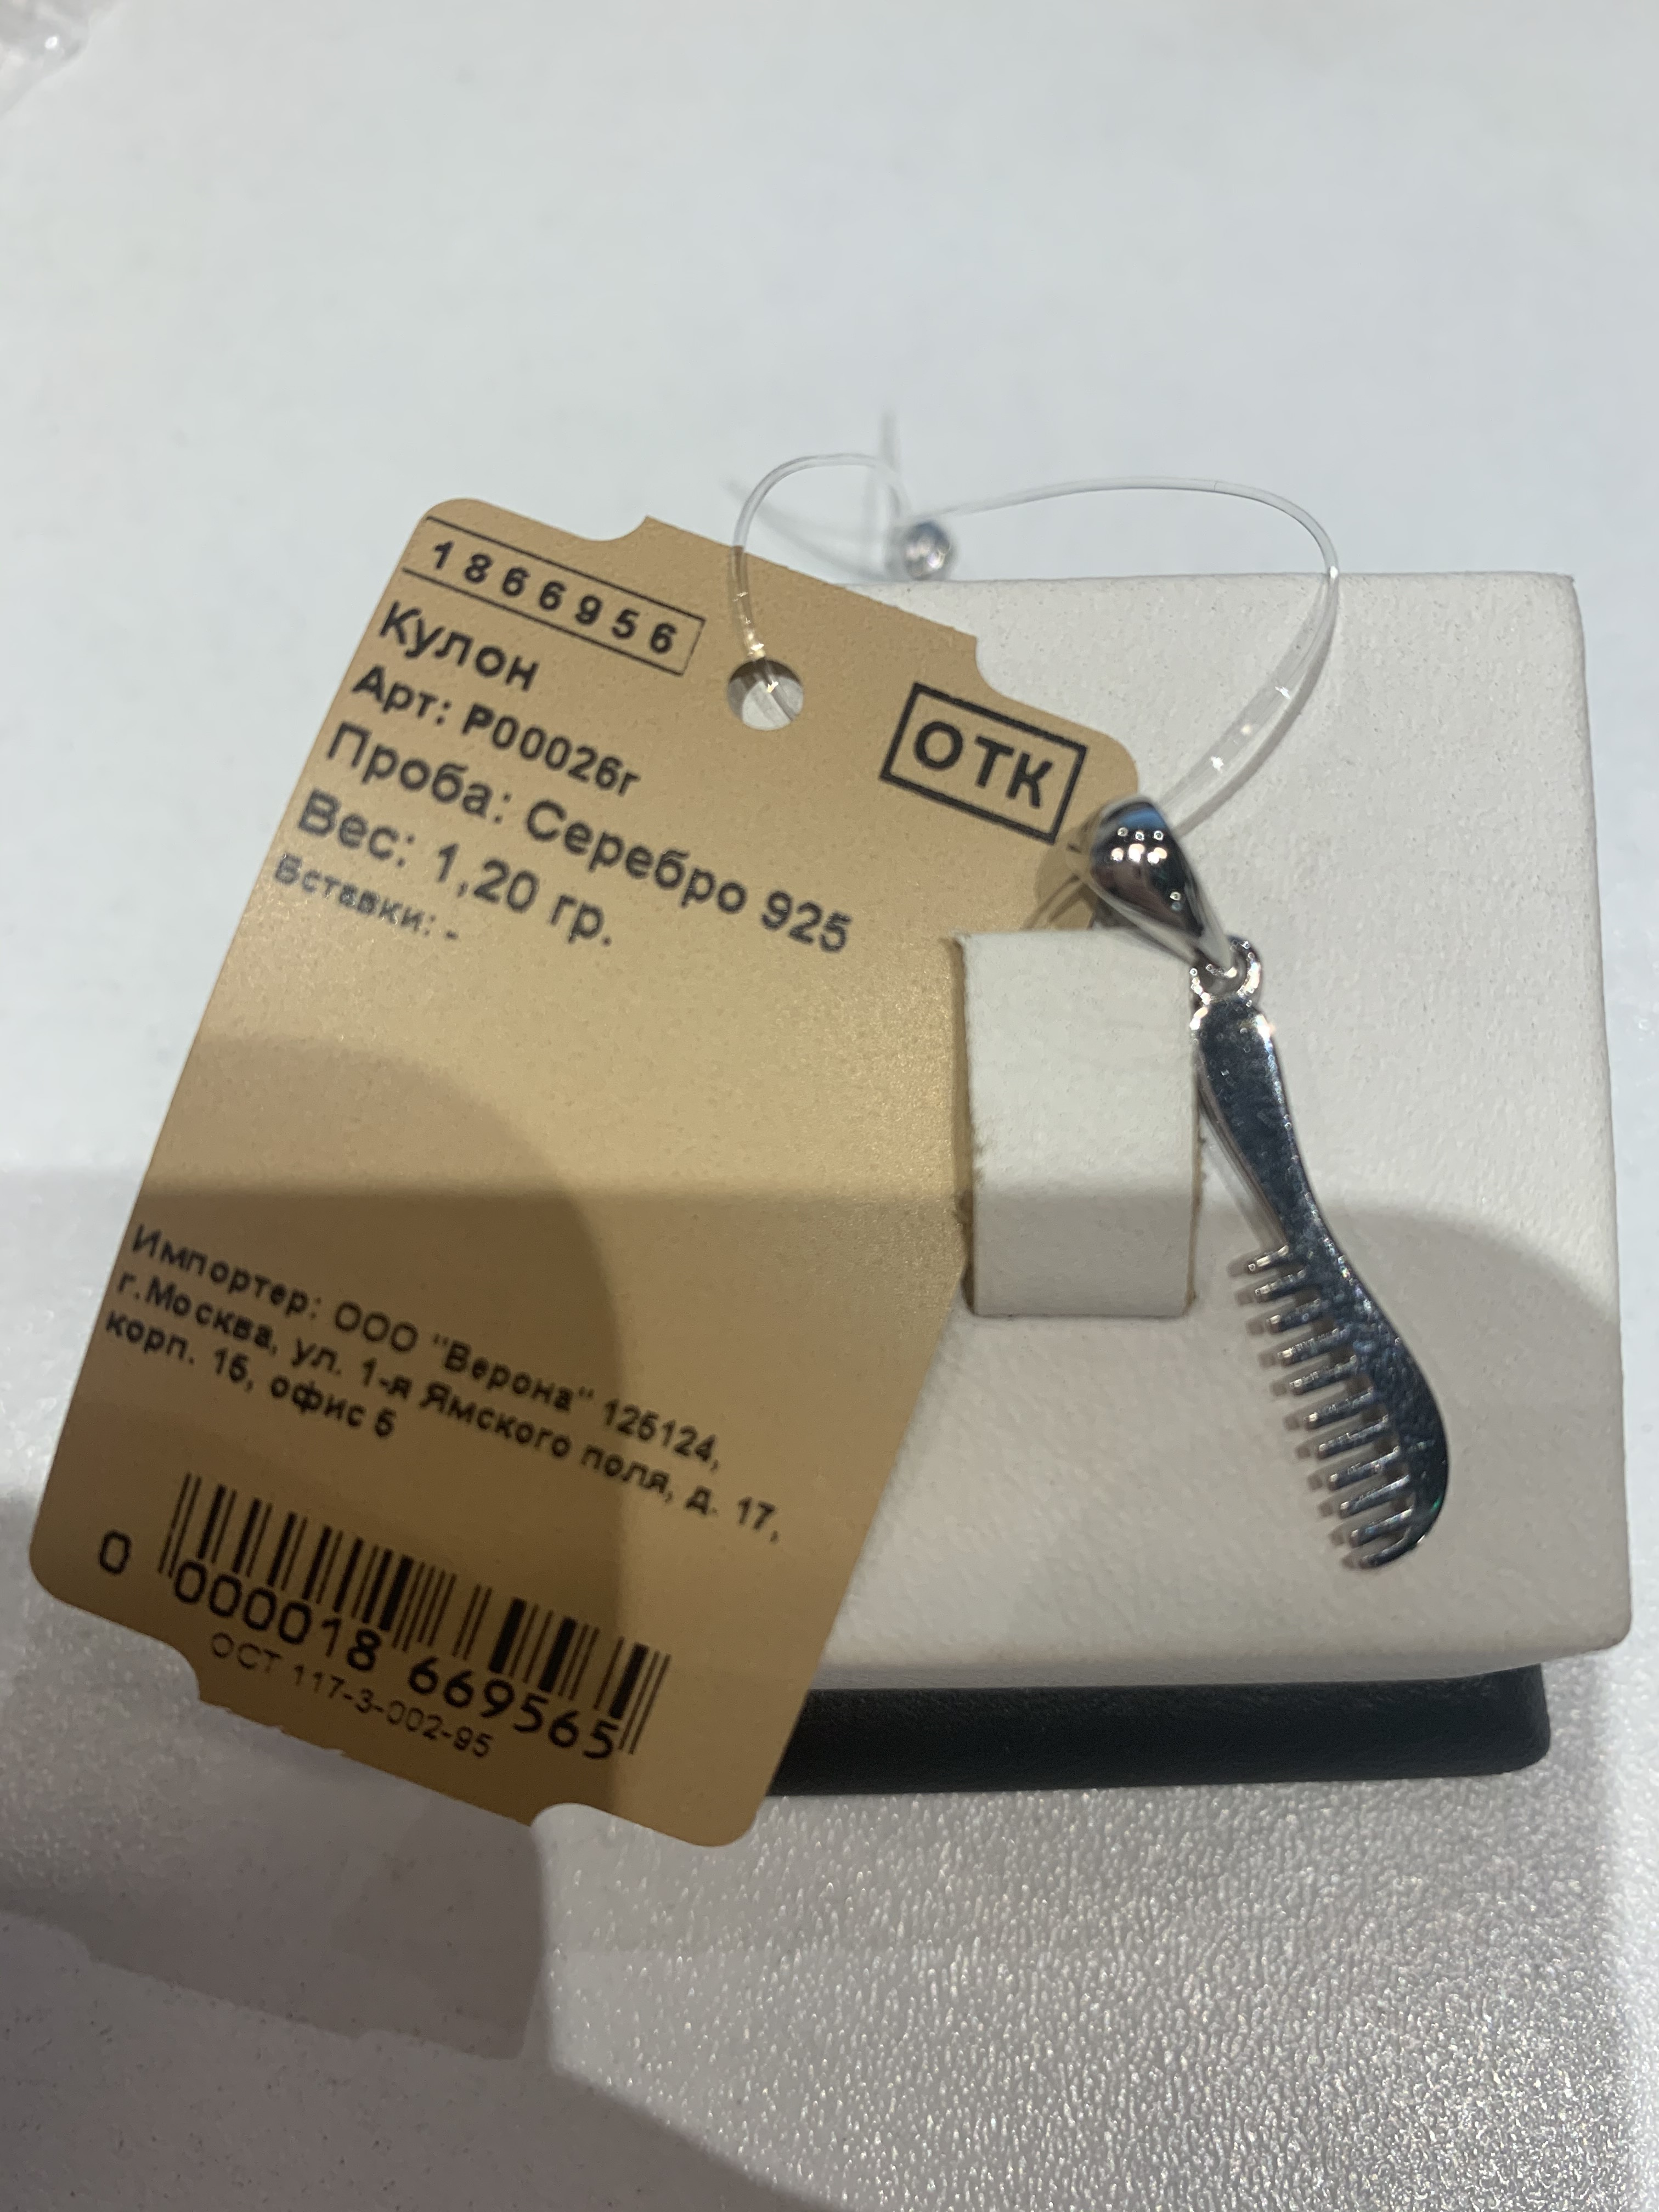 1866956
Кулон
Арт: Р00026г
ОТК
Проба: Серебро 925
Вес: 1,20 гр.
Вставки: -
Импортер: ООО "Верона" 125124,
г.Москва, ул. 1-я Ямского поля, д. 17,
корп. 15, офис 5
0 000018 669565
ОСТ 117-3-002-95